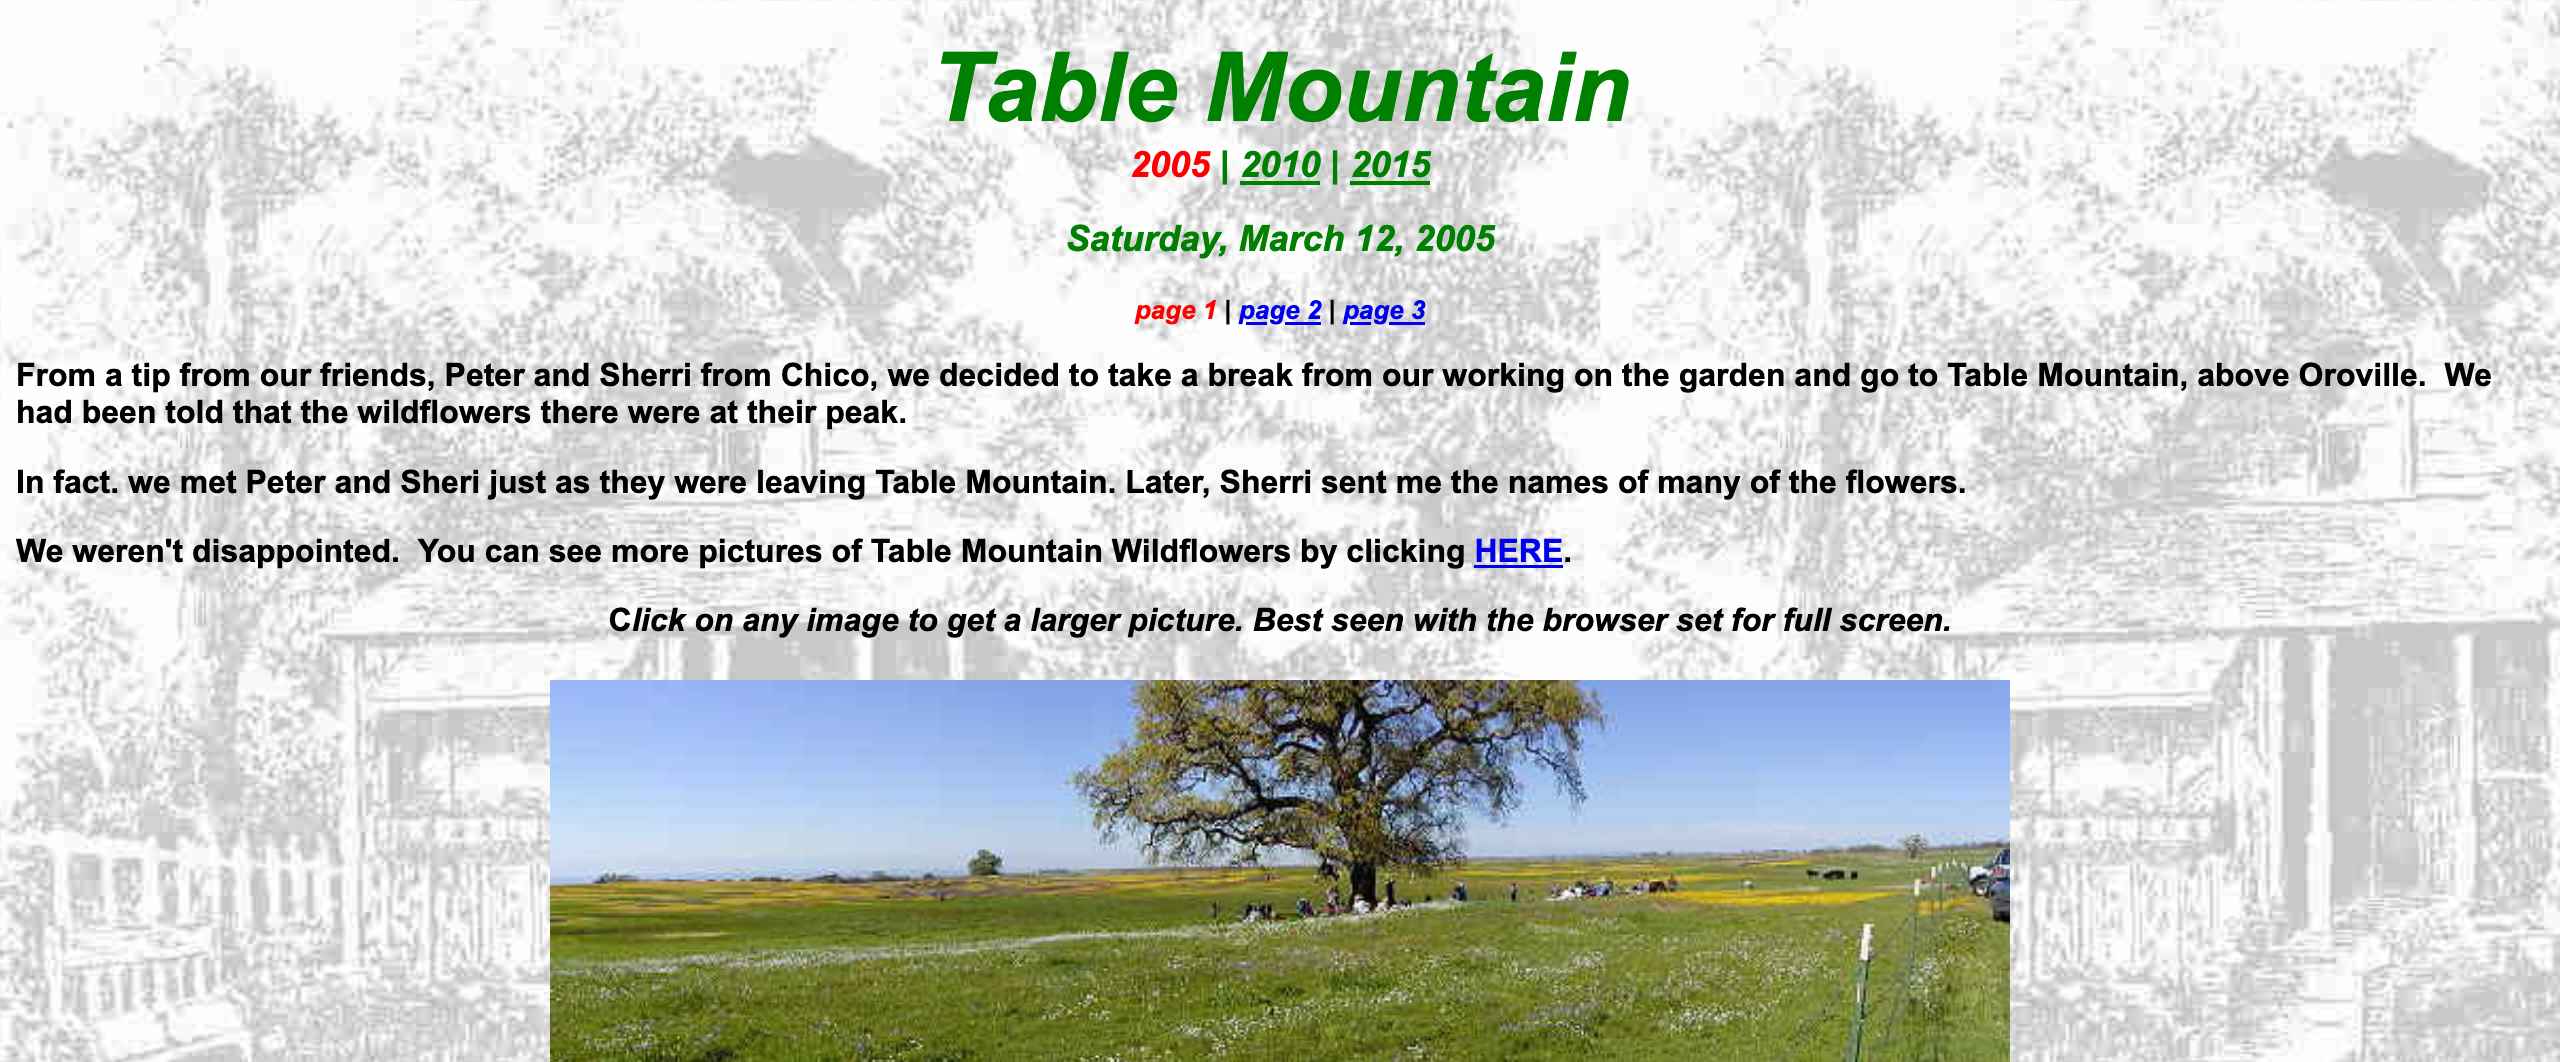 Table Mountain
2005 | 2010 | 2015
Saturday, March 12, 2005
page 1 | page 2 | page 3
From a tip from our friends, Peter and Sherri from Chico, we decided to take a break from our working on the garden and go to Table Mountain, above Oroville.  We
had been told that the wildflowers there were at their peak.
In fact. we met Peter and Sheri just as they were leaving Table Mountain. Later, Sherri sent me the names of many of the flowers.
We weren't disappointed.  You can see more pictures of Table Mountain Wildflowers by clicking HERE.
Click on any image to get a larger picture. Best seen with the browser set for full screen.